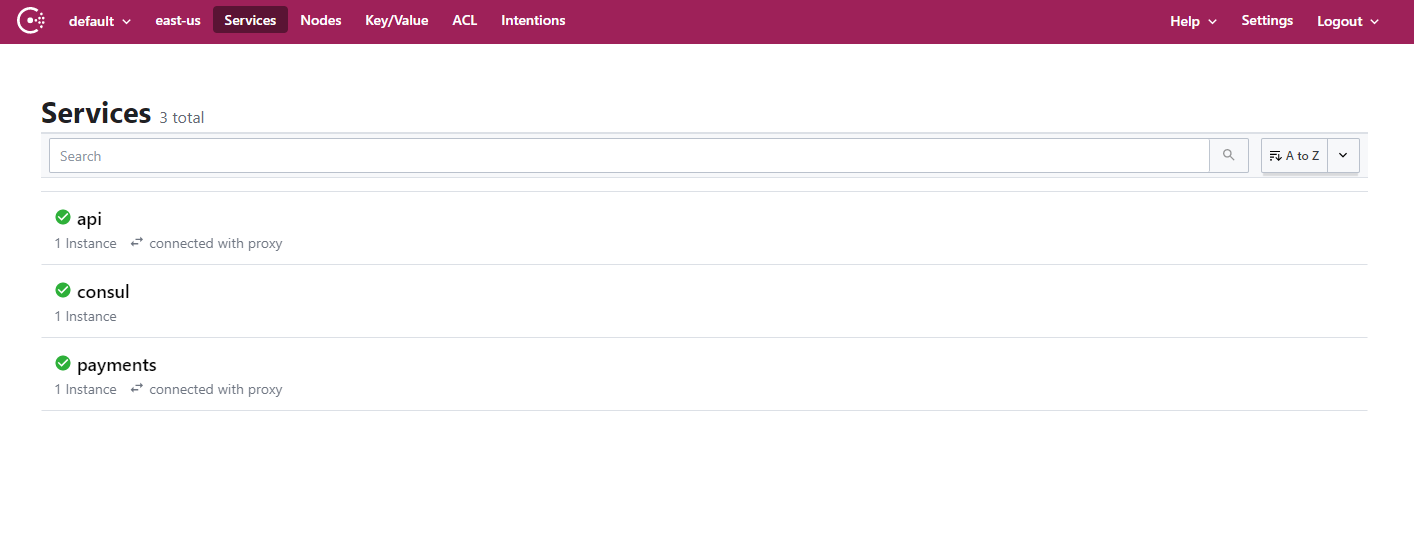 default east-us Services Nodes Key/Value ACL Intentions Help Settings Logout
Services 3 total
Search A to Z
api
1 Instance connected with proxy
consul
1 Instance
payments
1 Instance connected with proxy